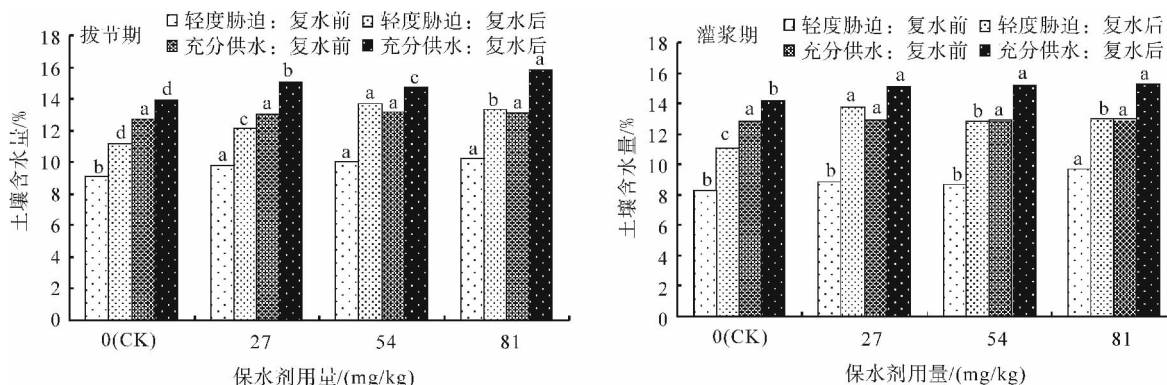 拔节期
轻度胁迫：复水前 轻度胁迫：复水后
充分供水：复水前 充分供水：复水后
土壤含水量/%
18
16
14
12
10
8
6
4
2
0
b d a d
a c a b
a a c
a b a a
0(CK) 27 54 81
保水剂用量/(mg/kg)
灌浆期
轻度胁迫：复水前 轻度胁迫：复水后
充分供水：复水前 充分供水：复水后
土壤含水量/%
18
16
14
12
10
8
6
4
2
0
b c a b
b a a a
b b a a
a b a a
0(CK) 27 54 81
保水剂用量/(mg/kg)